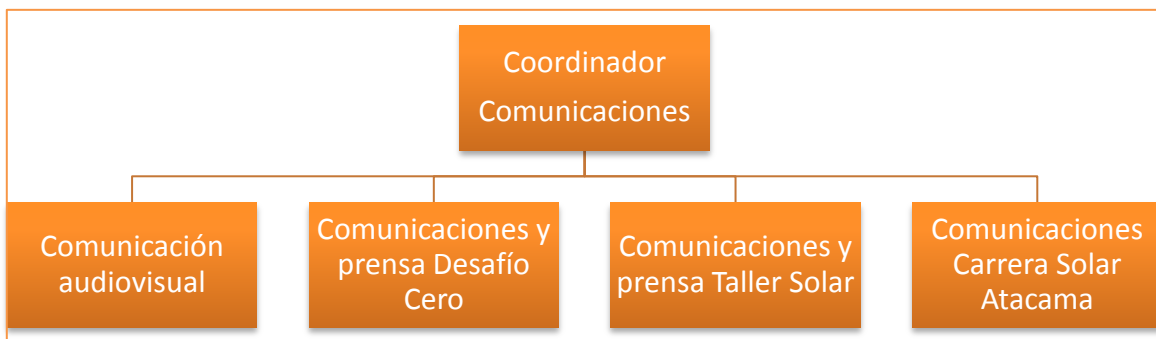 Coordinador
Comunicaciones
Comunicación
audiovisual
Comunicaciones y
prensa Desafío
Cero
Comunicaciones y
prensa Taller Solar
Comunicaciones
Carrera Solar
Atacama